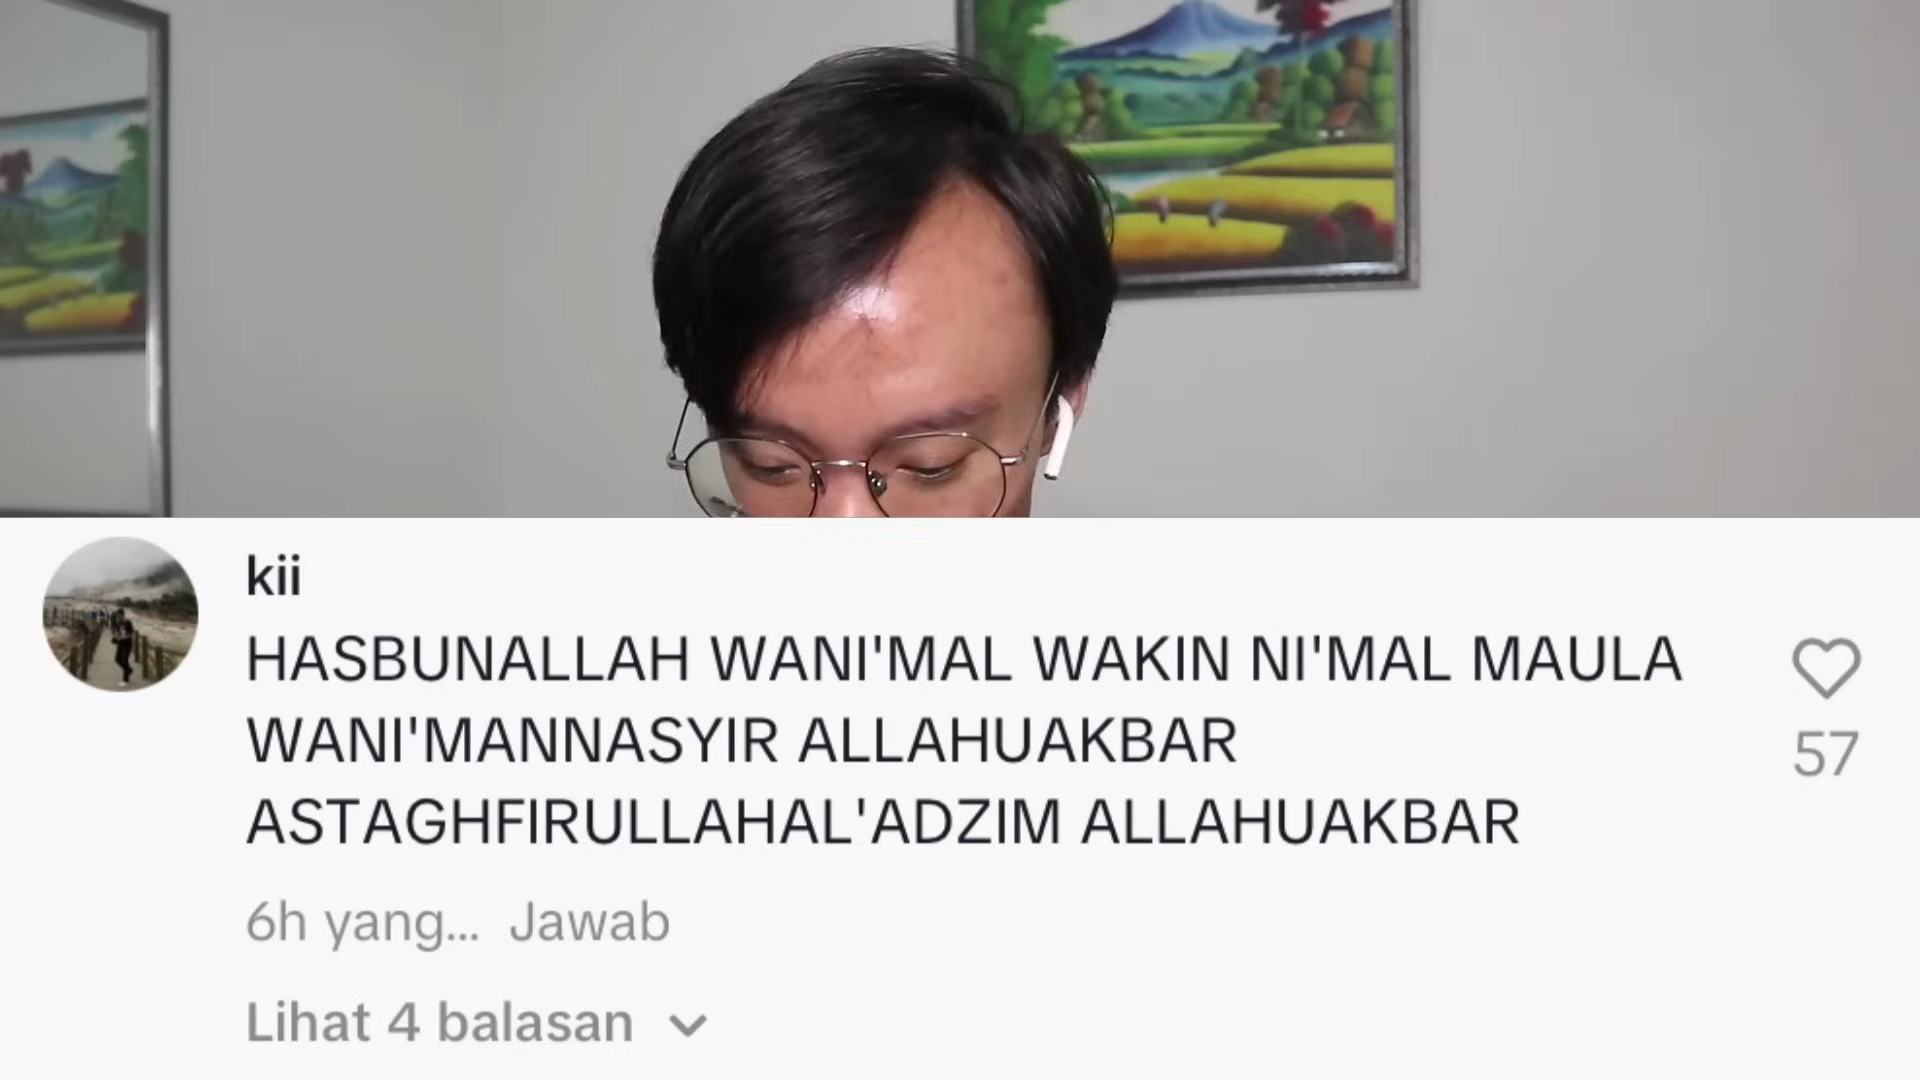 kii
HASBUNALLAH WANI'MAL WAKIN NI'MAL MAULA
WANI'MANNASYIR ALLAHUAKBAR
ASTAGHFIRULLAHAL'ADZIM ALLAHUAKBAR
57
6h yang... Jawab
Lihat 4 balasan